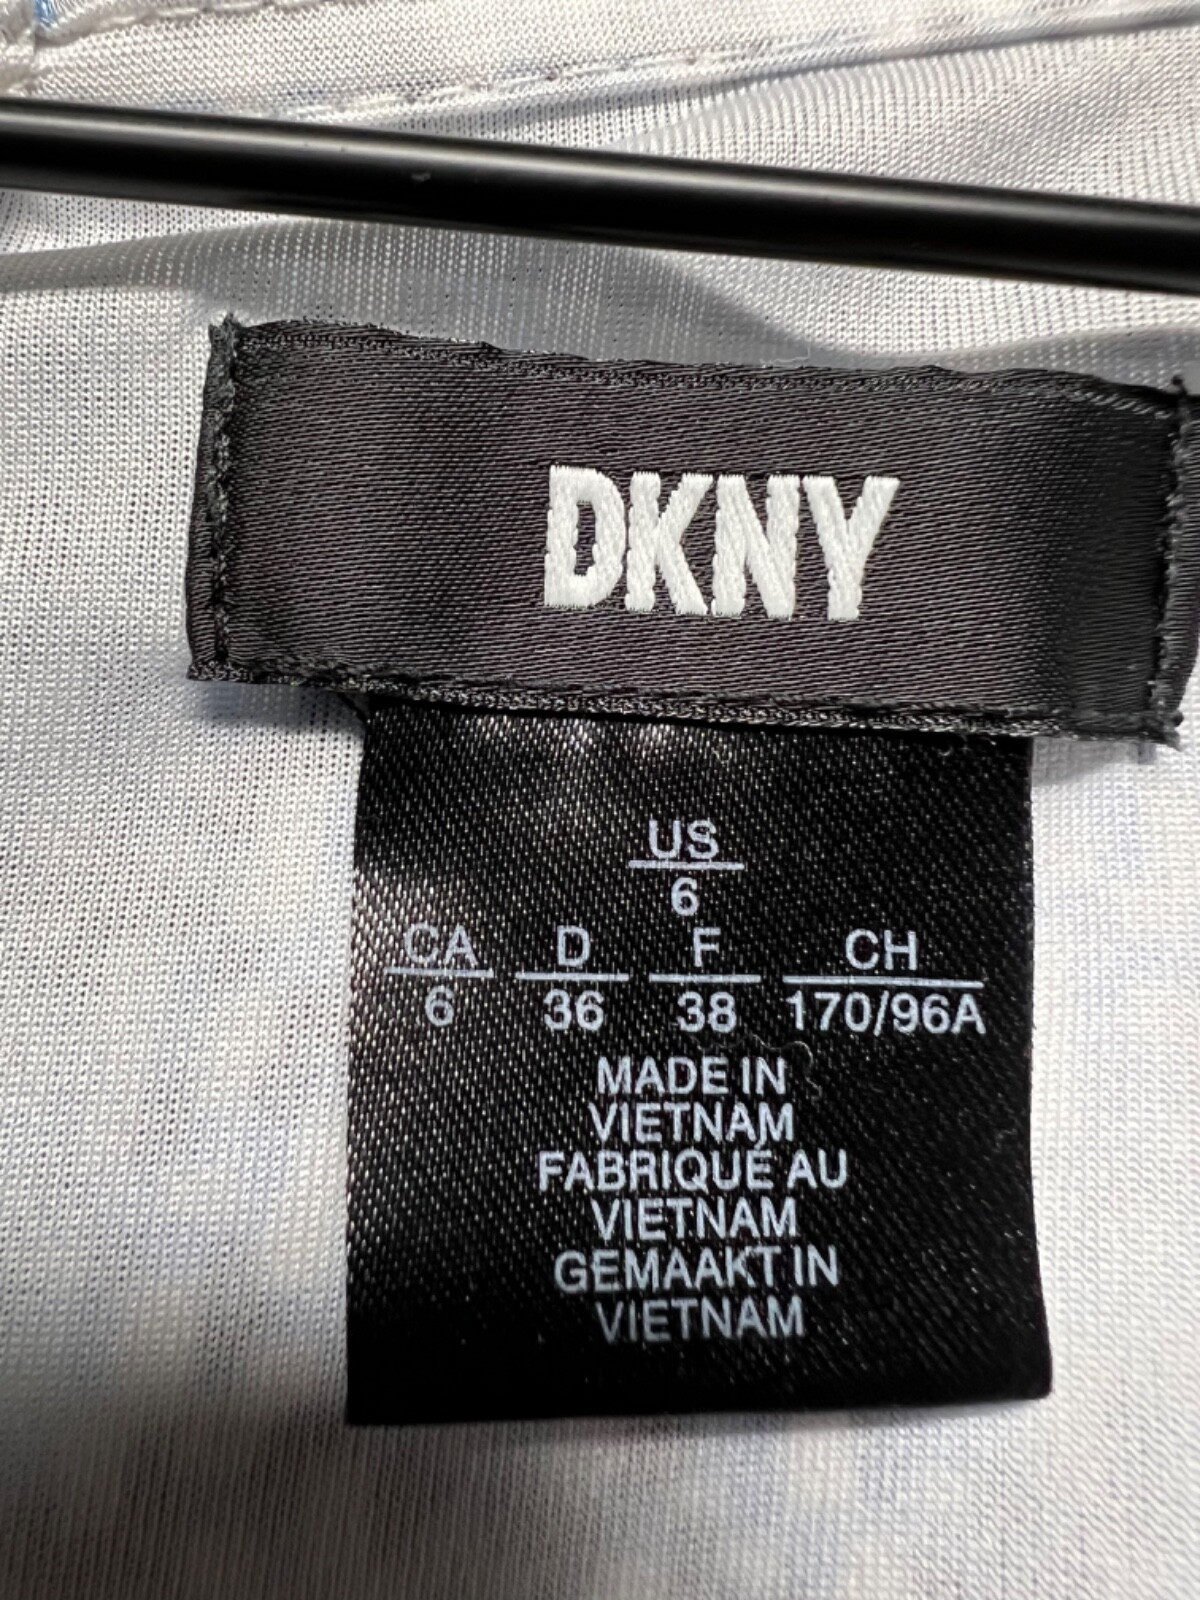 DKNY
US
6
CA D F CH
6 36 38 170/96A
MADE IN
VIETNAM
FABRIQUÉ AU
VIETNAM
GEMAAKT IN
VIETNAM